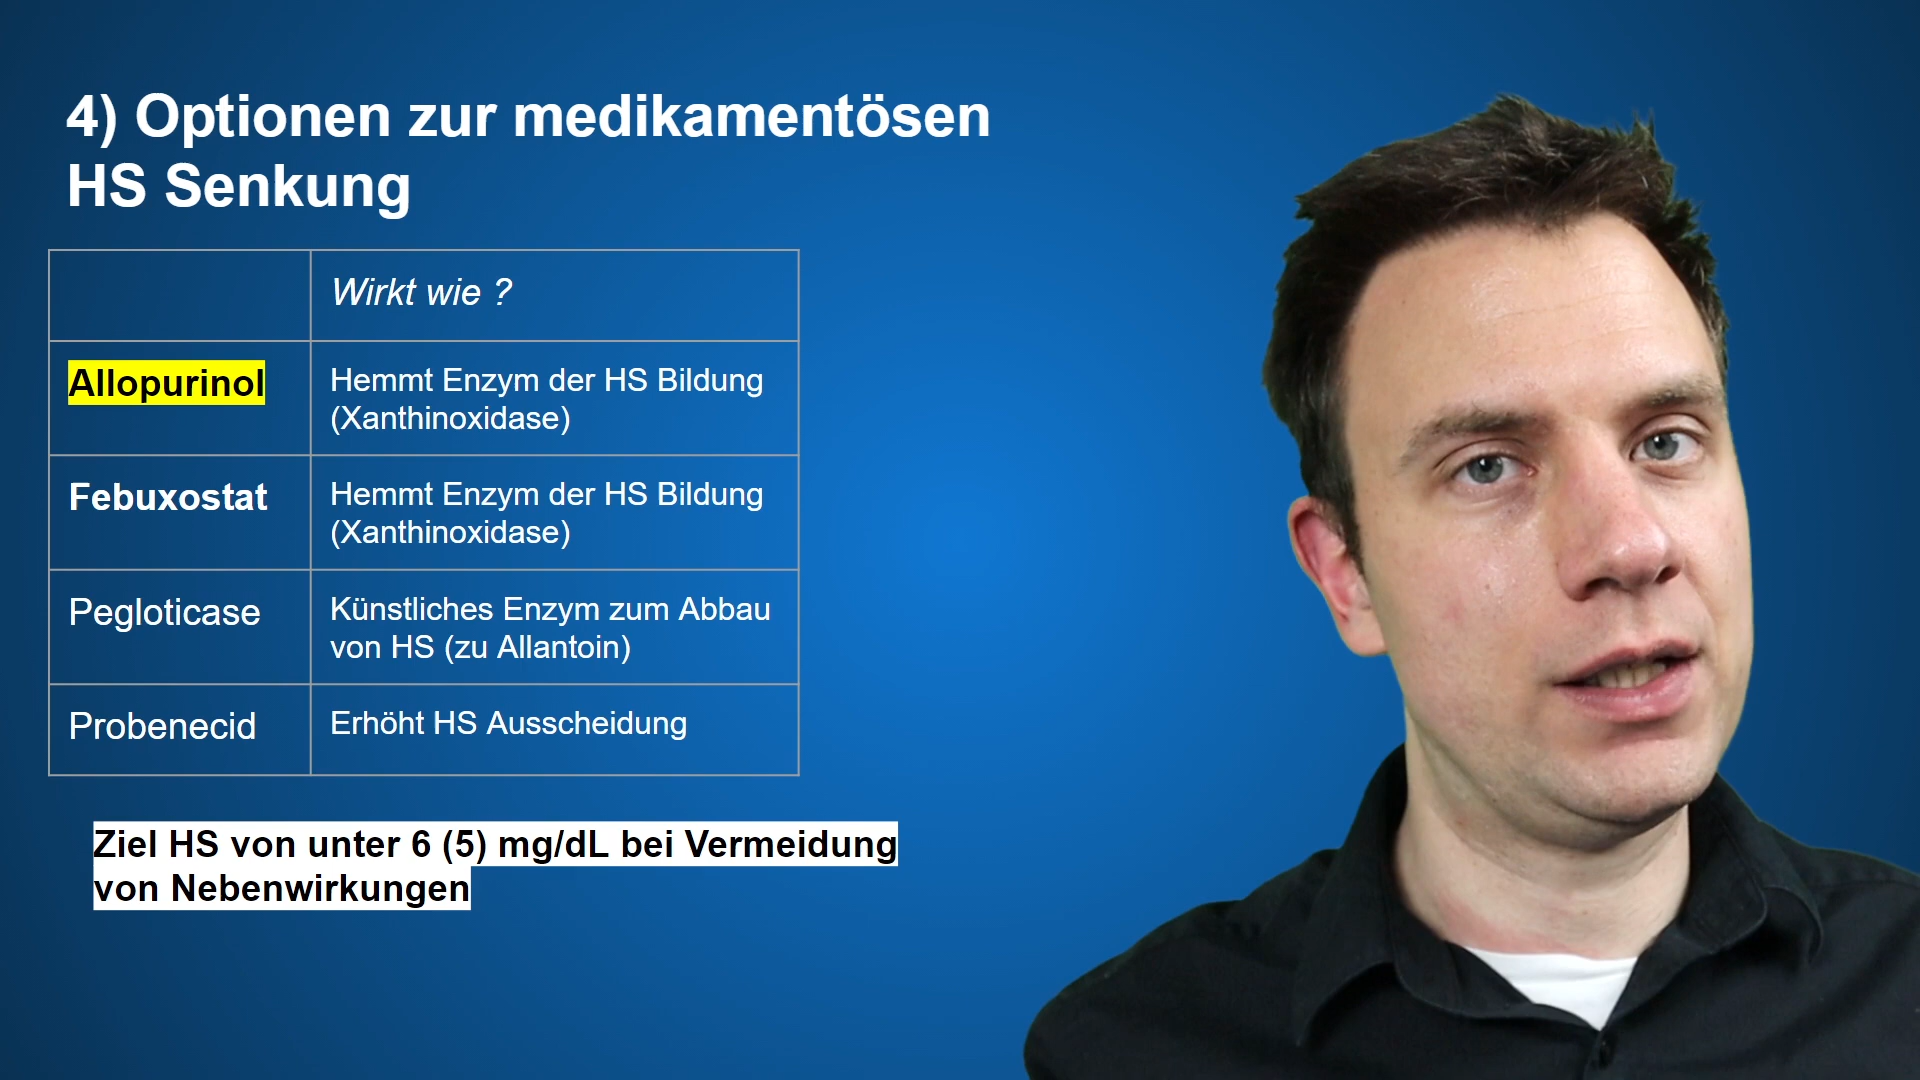 4) Optionen zur medikamentösen
HS Senkung
Wirkt wie ?
Allopurinol
Hemmt Enzym der HS Bildung
(Xanthinoxidase)
Febuxostat
Hemmt Enzym der HS Bildung
(Xanthinoxidase)
Pegloticase
Künstliches Enzym zum Abbau
von HS (zu Allantoin)
Probenecid
Erhöht HS Ausscheidung
Ziel HS von unter 6 (5) mg/dL bei Vermeidung
von Nebenwirkungen